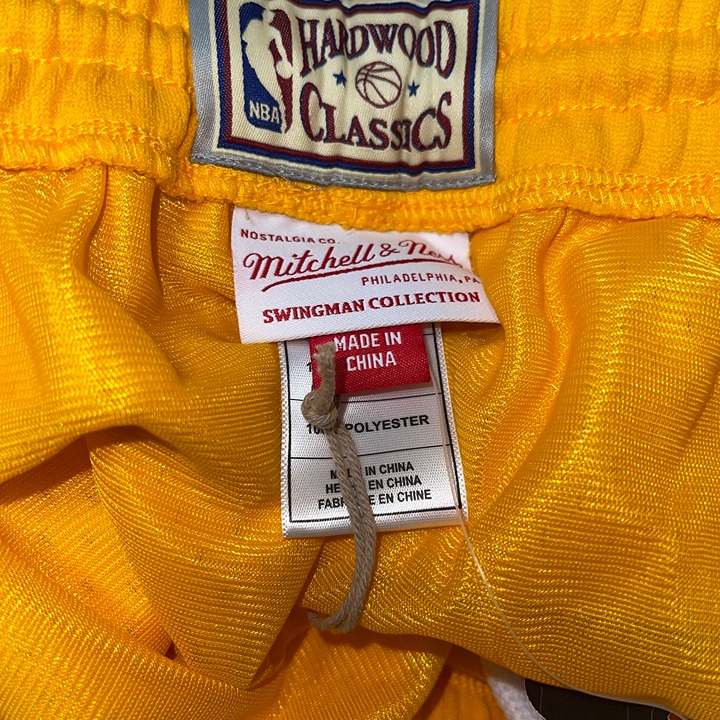 HARDWOOD
NBA
CLASSICS
NOSTALGIA CO.
Mitchell & Ness
PHILADELPHIA, PA
SWINGMAN COLLECTION
MADE IN
CHINA
POLYESTER
IN CHINA
EN CHINA
EN CHINE